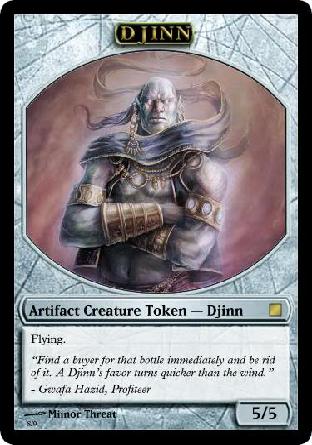 DJINN
Artifact Creature Token — Djinn
Flying.
"Find a buyer for that bottle immediately and be rid
of it. A Djinn's favor turns quicker than the wind."
- Gwafa Hazid, Profiteer
Minor Threat
5/5